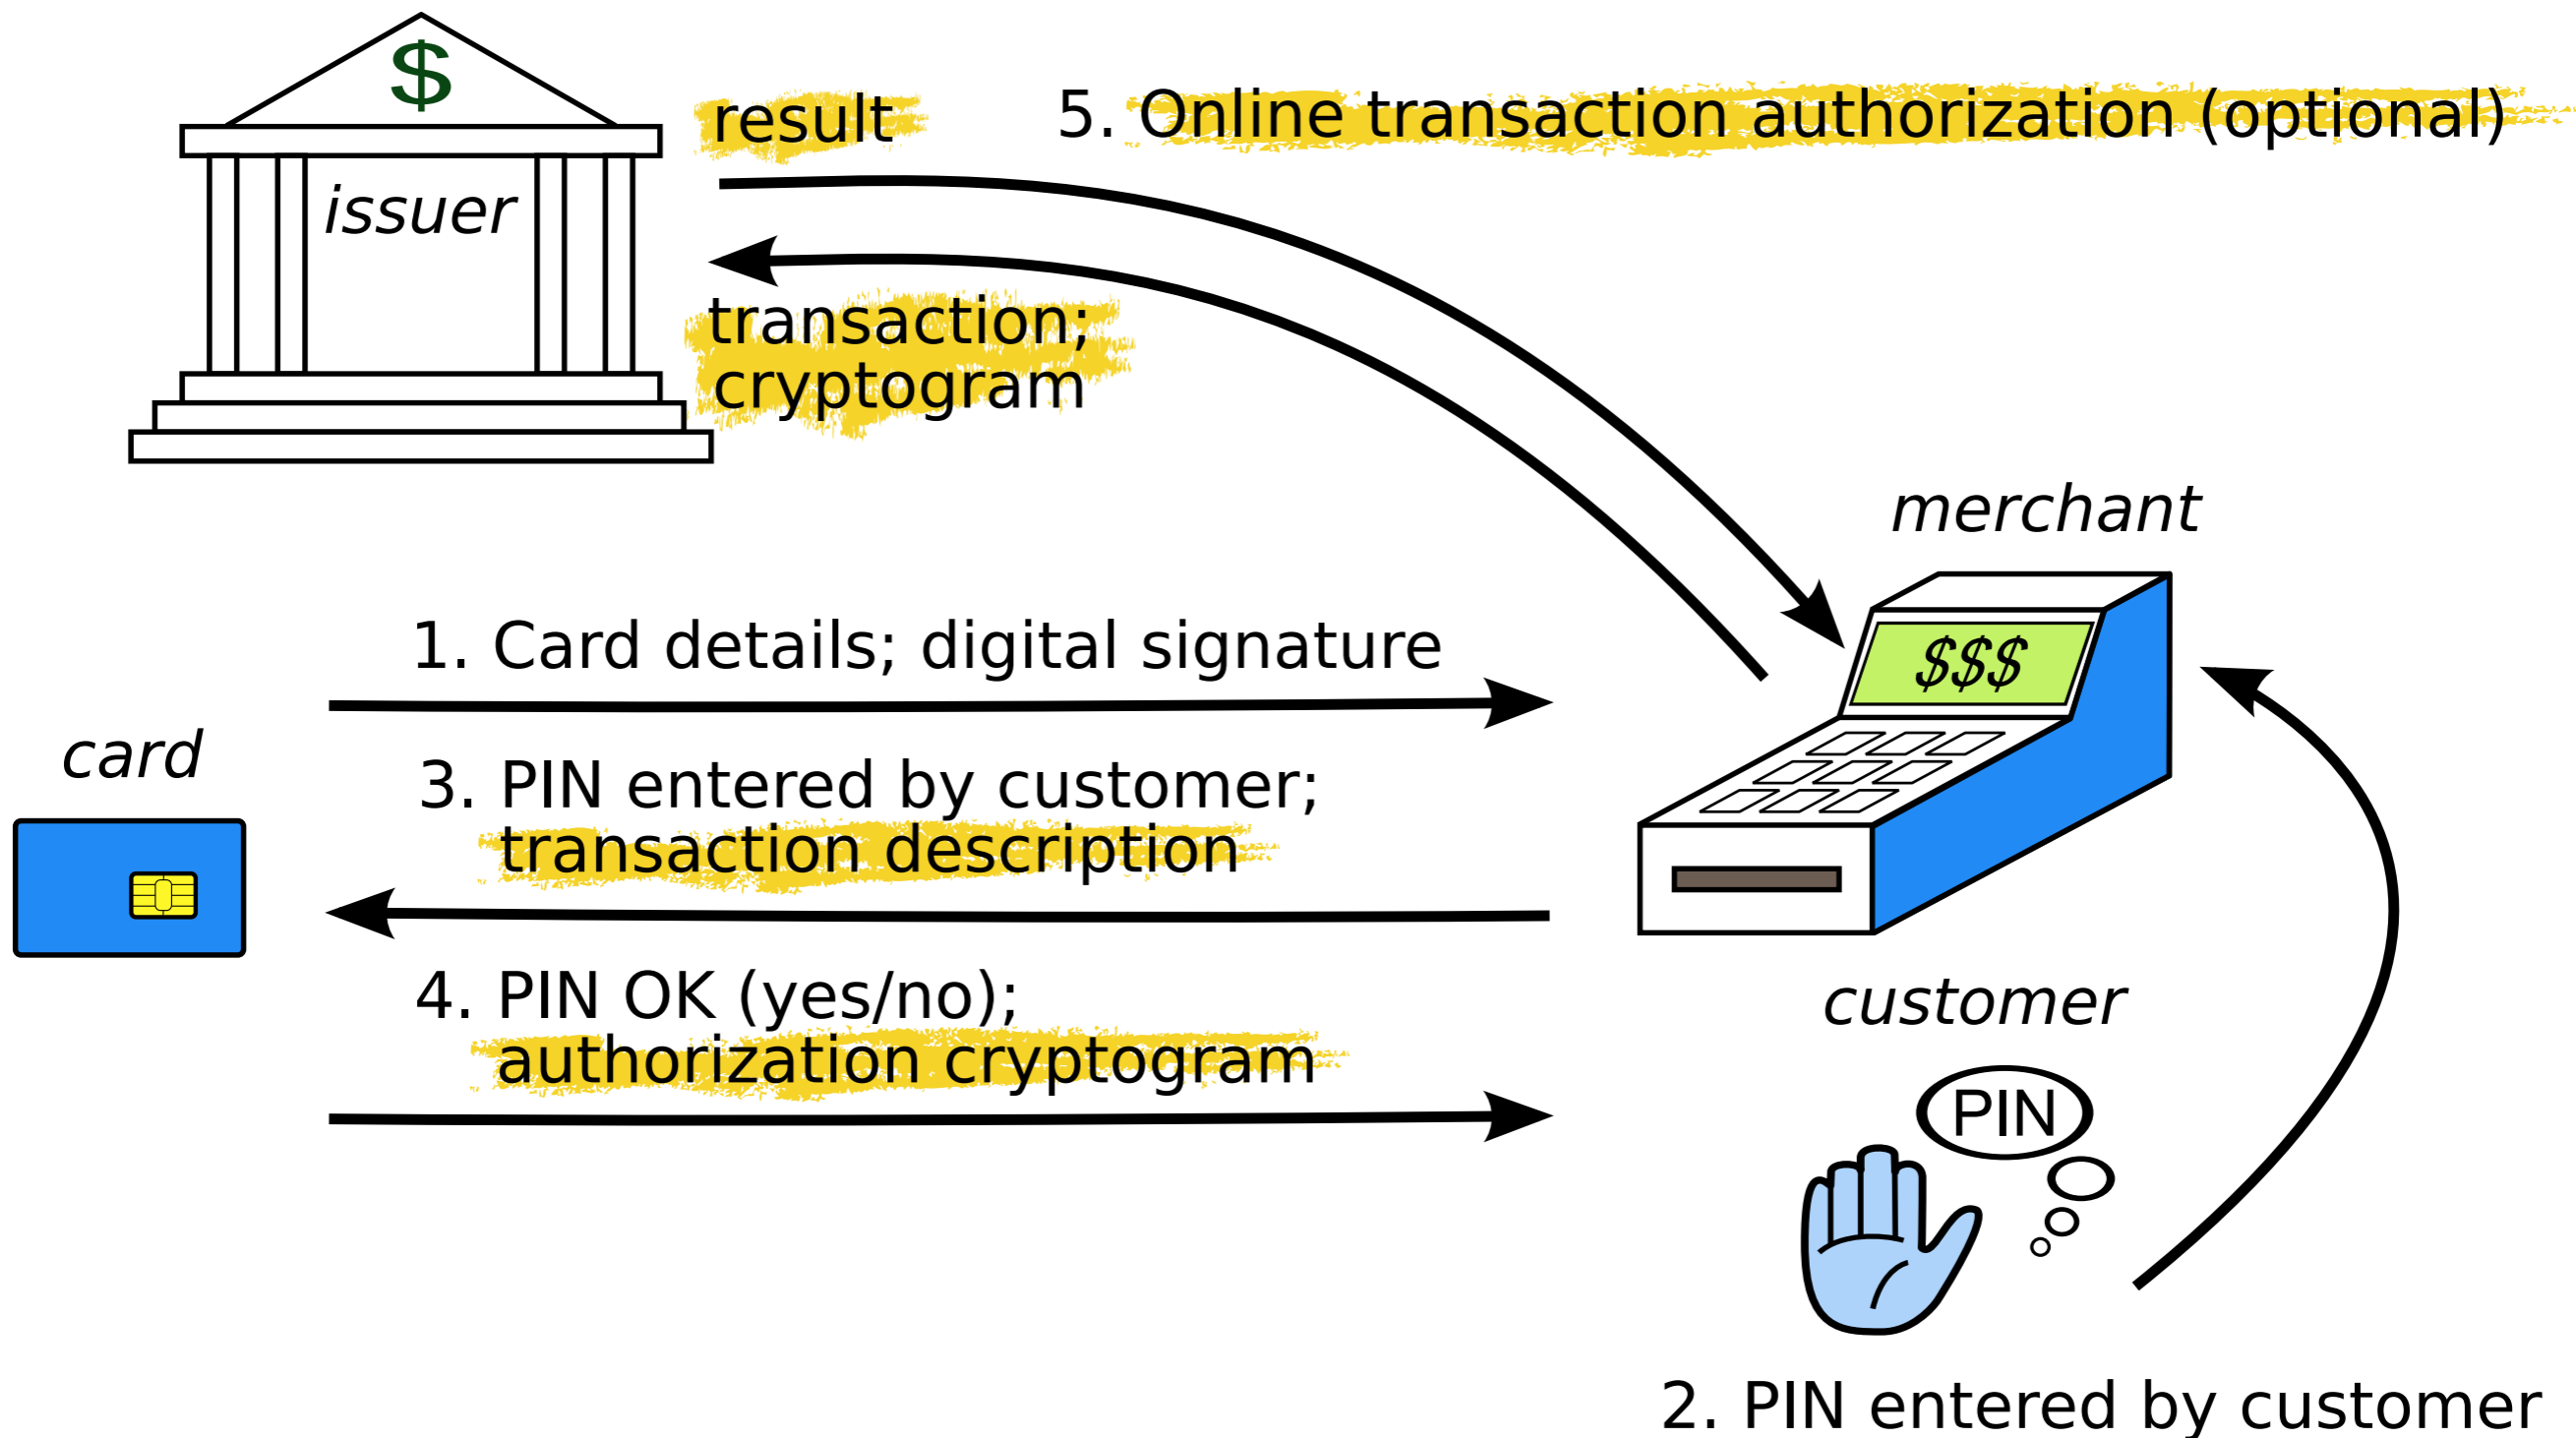 $
issuer
result
5. Online transaction authorization (optional)
transaction;
cryptogram
merchant
$$$
1. Card details; digital signature
card
3. PIN entered by customer;
transaction description
4. PIN OK (yes/no);
authorization cryptogram
customer
PIN
2. PIN entered by customer